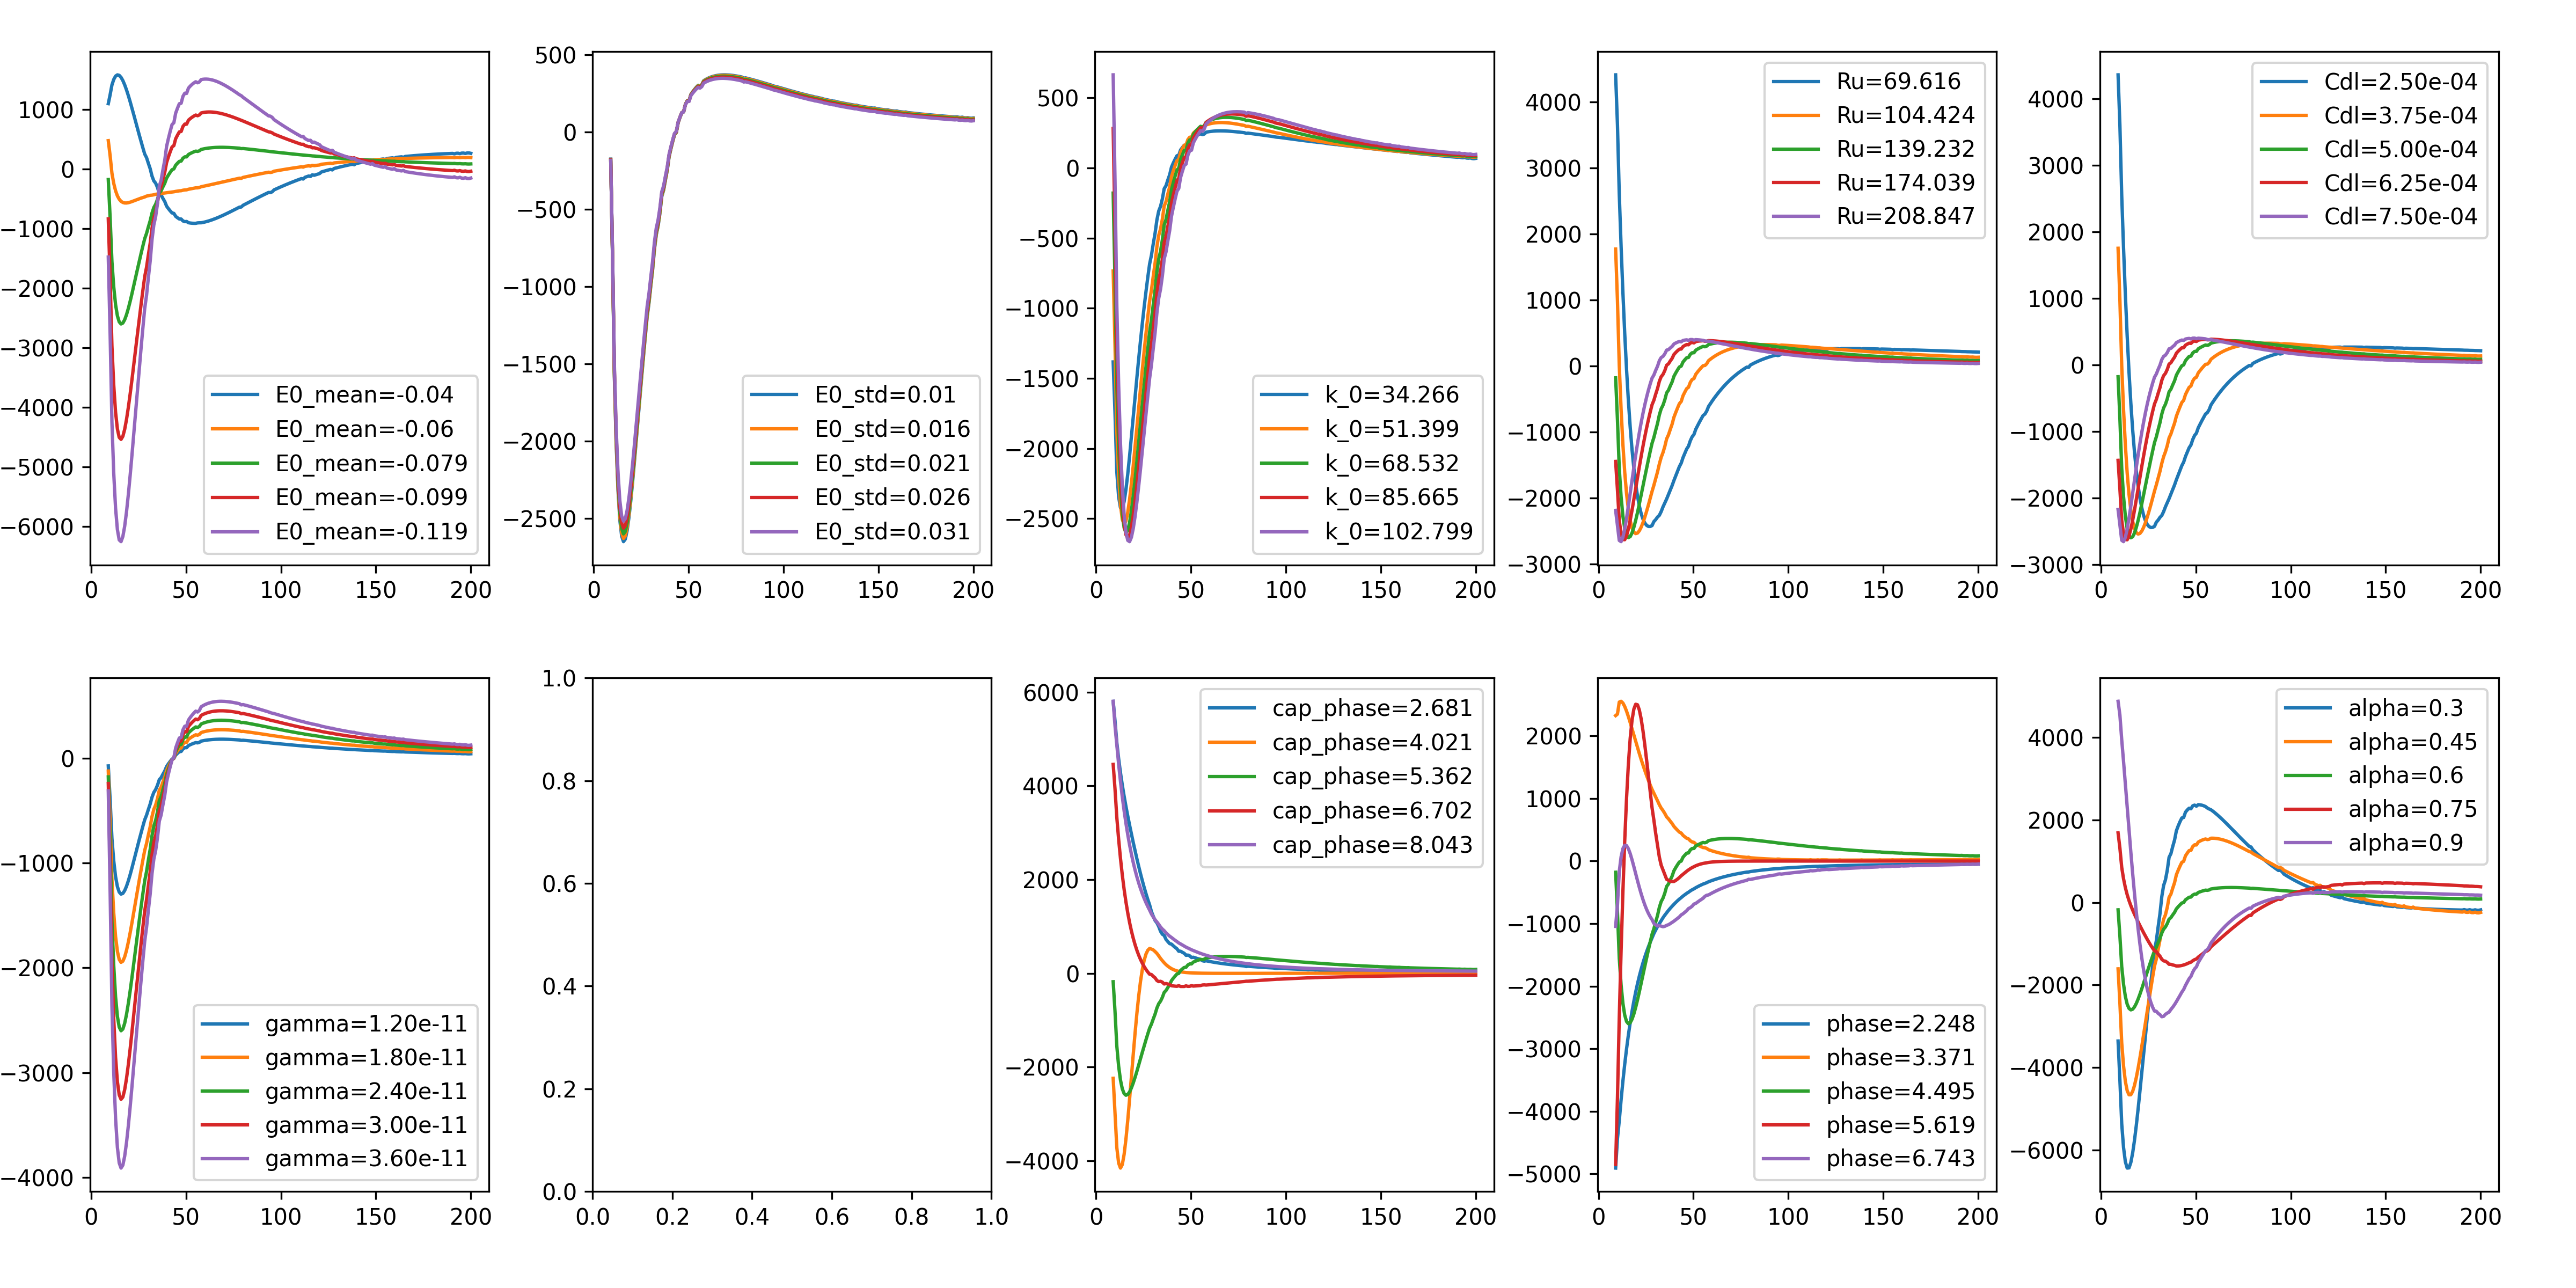 1000
0
−1000
−2000
−3000
−4000
−5000
−6000
0 50 100 150 200
E0_mean=-0.04
E0_mean=-0.06
E0_mean=-0.079
E0_mean=-0.099
E0_mean=-0.119
500
0
−500
−1000
−1500
−2000
−2500
0 50 100 150 200
E0_std=0.01
E0_std=0.016
E0_std=0.021
E0_std=0.026
E0_std=0.031
500
0
−500
−1000
−1500
−2000
−2500
0 50 100 150 200
k_0=34.266
k_0=51.399
k_0=68.532
k_0=85.665
k_0=102.799
4000
3000
2000
1000
0
−1000
−2000
−3000
0 50 100 150 200
Ru=69.616
Ru=104.424
Ru=139.232
Ru=174.039
Ru=208.847
4000
3000
2000
1000
0
−1000
−2000
−3000
0 50 100 150 200
Cdl=2.50e-04
Cdl=3.75e-04
Cdl=5.00e-04
Cdl=6.25e-04
Cdl=7.50e-04
0
−1000
−2000
−3000
−4000
0 50 100 150 200
gamma=1.20e-11
gamma=1.80e-11
gamma=2.40e-11
gamma=3.00e-11
gamma=3.60e-11
1.0
0.8
0.6
0.4
0.2
0.0
0.0 0.2 0.4 0.6 0.8 1.0
6000
4000
2000
0
−2000
−4000
0 50 100 150 200
cap_phase=2.681
cap_phase=4.021
cap_phase=5.362
cap_phase=6.702
cap_phase=8.043
2000
1000
0
−1000
−2000
−3000
−4000
−5000
0 50 100 150 200
phase=2.248
phase=3.371
phase=4.495
phase=5.619
phase=6.743
4000
2000
0
−2000
−4000
−6000
0 50 100 150 200
alpha=0.3
alpha=0.45
alpha=0.6
alpha=0.75
alpha=0.9